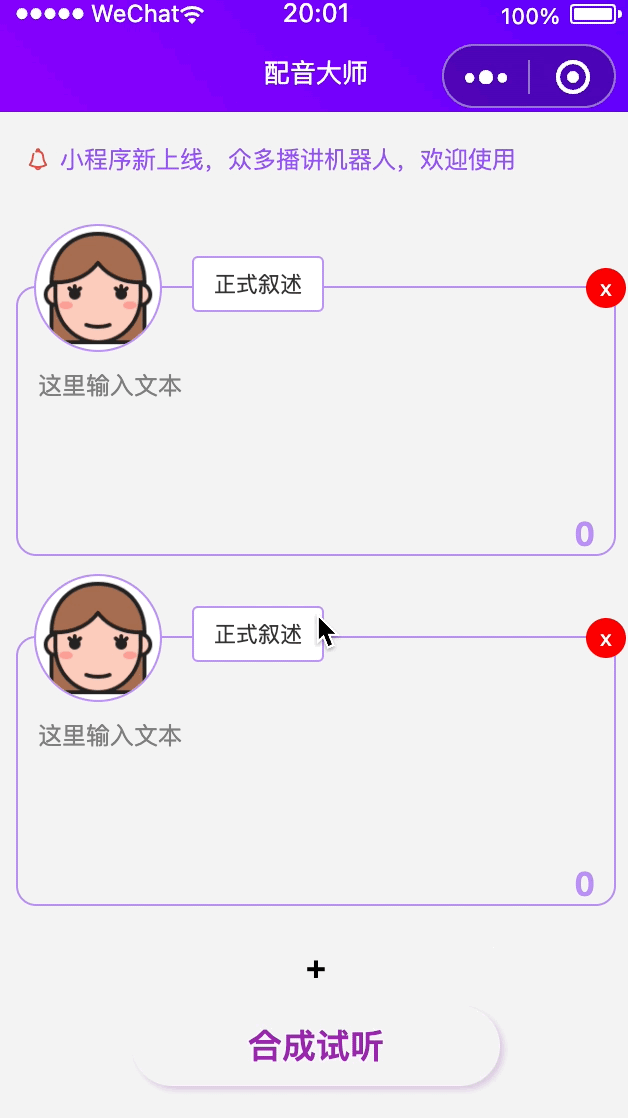 WeChat 20:01 100%
配音大师
小程序新上线，众多播讲机器人，欢迎使用
正式叙述
x
这里输入文本
0
正式叙述
x
这里输入文本
0
+
合成试听